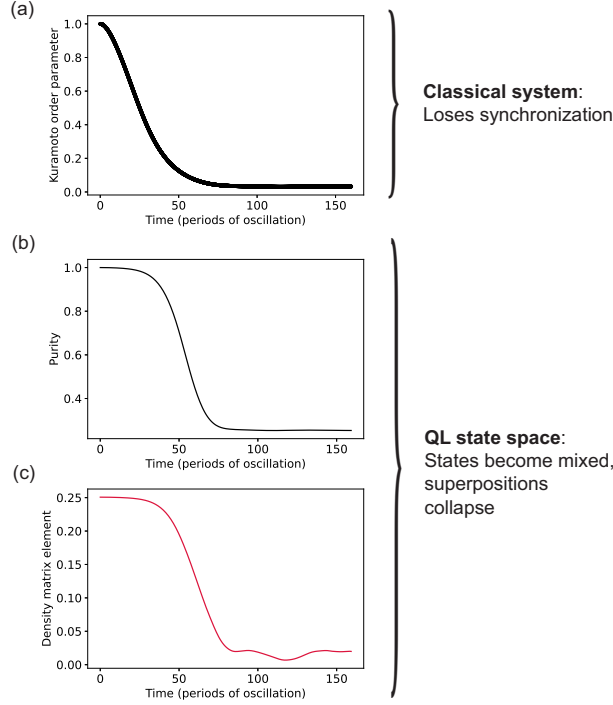 (a)
1.0
0.8
0.6
0.4
0.2
0.0
Kuramoto order parameter
0 50 100 150
Time (periods of oscillation)
Classical system:
Loses synchronization
(b)
1.0
0.8
0.6
0.4
Purity
0 50 100 150
Time (periods of oscillation)
(c)
0.25
0.20
0.15
0.10
0.05
0.00
Density matrix element
0 50 100 150
Time (periods of oscillation)
QL state space:
States become mixed,
superpositions
collapse